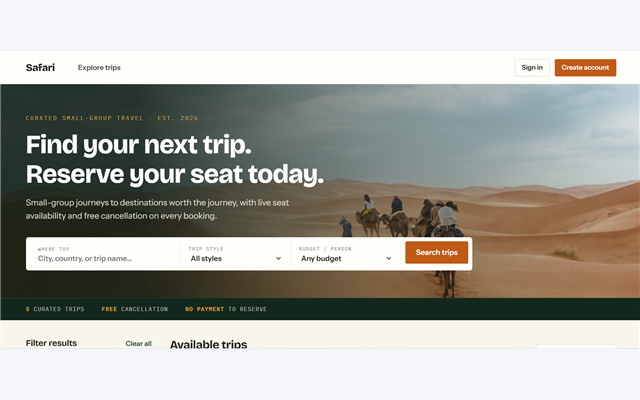 Safari
Explore trips
Sign in
Create account
CURATED SMALL-GROUP TRAVEL · EST. 2026
Find your next trip.
Reserve your seat today.
Small-group journeys to destinations worth the journey, with live seat
availability and free cancellation on every booking.
WHERE TO?
City, country, or trip name...
TRIP STYLE
All styles
BUDGET / PERSON
Any budget
Search trips
5 CURATED TRIPS
FREE CANCELLATION
NO PAYMENT TO RESERVE
Filter results
Clear all
Available trips